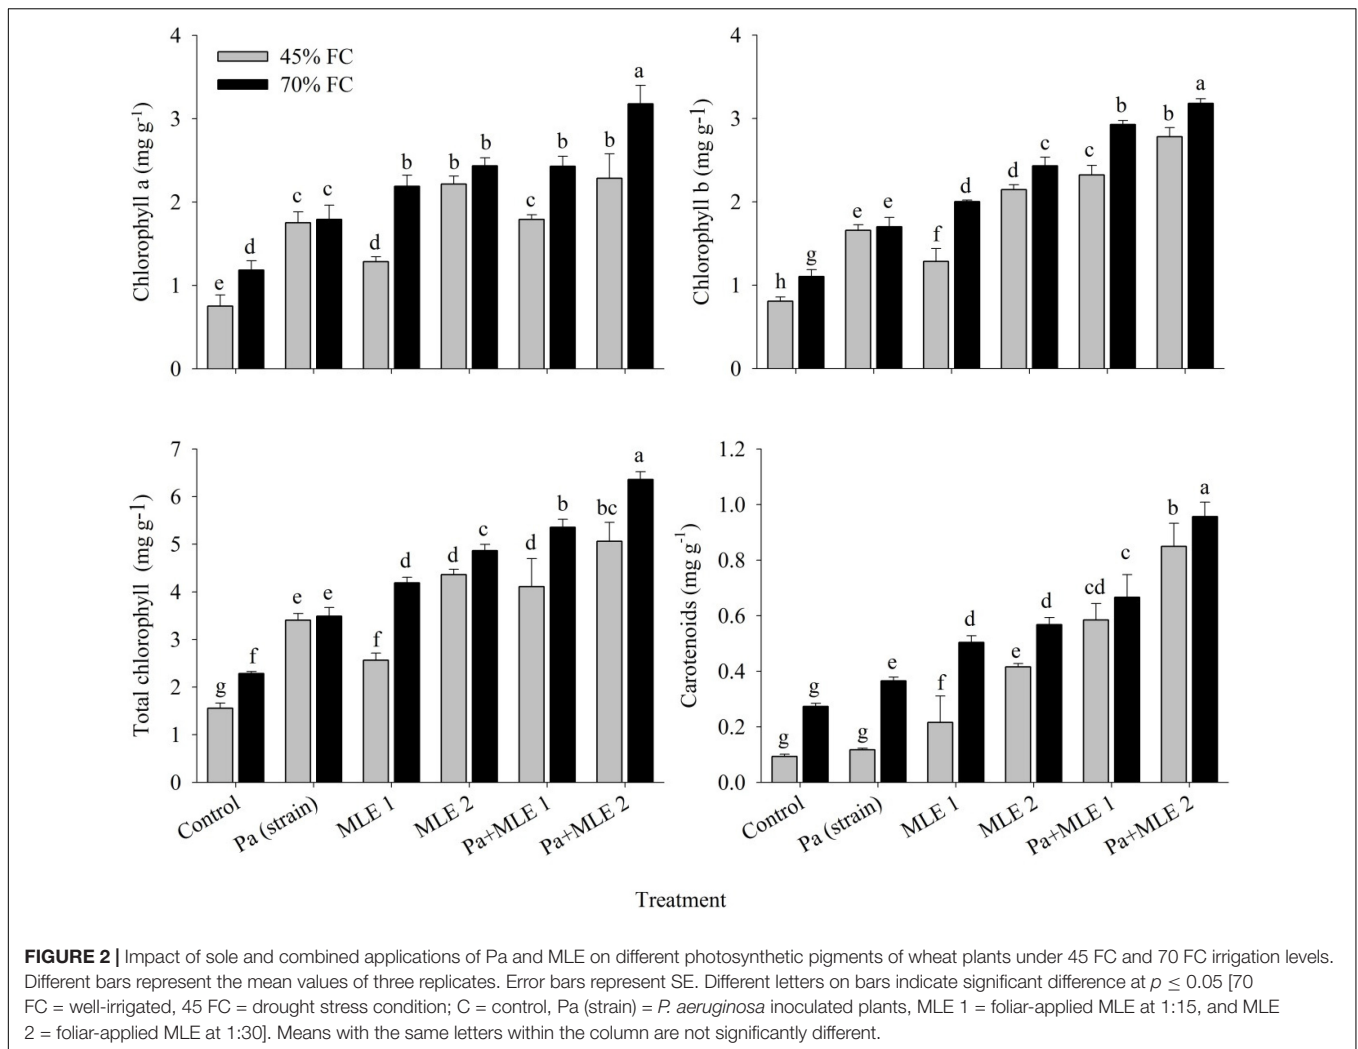 4
3
2
1
0
Chlorophyll a (mg g-1)
45% FC
70% FC
e
d
c
c
d
b
b
b
c
b
b
a
4
3
2
1
0
Chlorophyll b (mg g-1)
h
g
e
e
f
d
d
c
c
b
b
a
7
6
5
4
3
2
1
0
Total chlorophyll (mg g-1)
g
f
e
e
f
d
d
c
d
b
bc
a
Control
Pa (strain)
MLE 1
MLE 2
Pa+MLE 1
Pa+MLE 2
1.2
1.0
0.8
0.6
0.4
0.2
0.0
Carotenoids (mg g-1)
g
g
g
e
f
d
e
d
cd
c
b
a
Control
Pa (strain)
MLE 1
MLE 2
Pa+MLE 1
Pa+MLE 2
Treatment
FIGURE 2 | Impact of sole and combined applications of Pa and MLE on different photosynthetic pigments of wheat plants under 45 FC and 70 FC irrigation levels.
Different bars represent the mean values of three replicates. Error bars represent SE. Different letters on bars indicate significant difference at p ≤ 0.05 [70
FC = well-irrigated, 45 FC = drought stress condition; C = control, Pa (strain) = P. aeruginosa inoculated plants, MLE 1 = foliar-applied MLE at 1:15, and MLE
2 = foliar-applied MLE at 1:30]. Means with the same letters within the column are not significantly different.